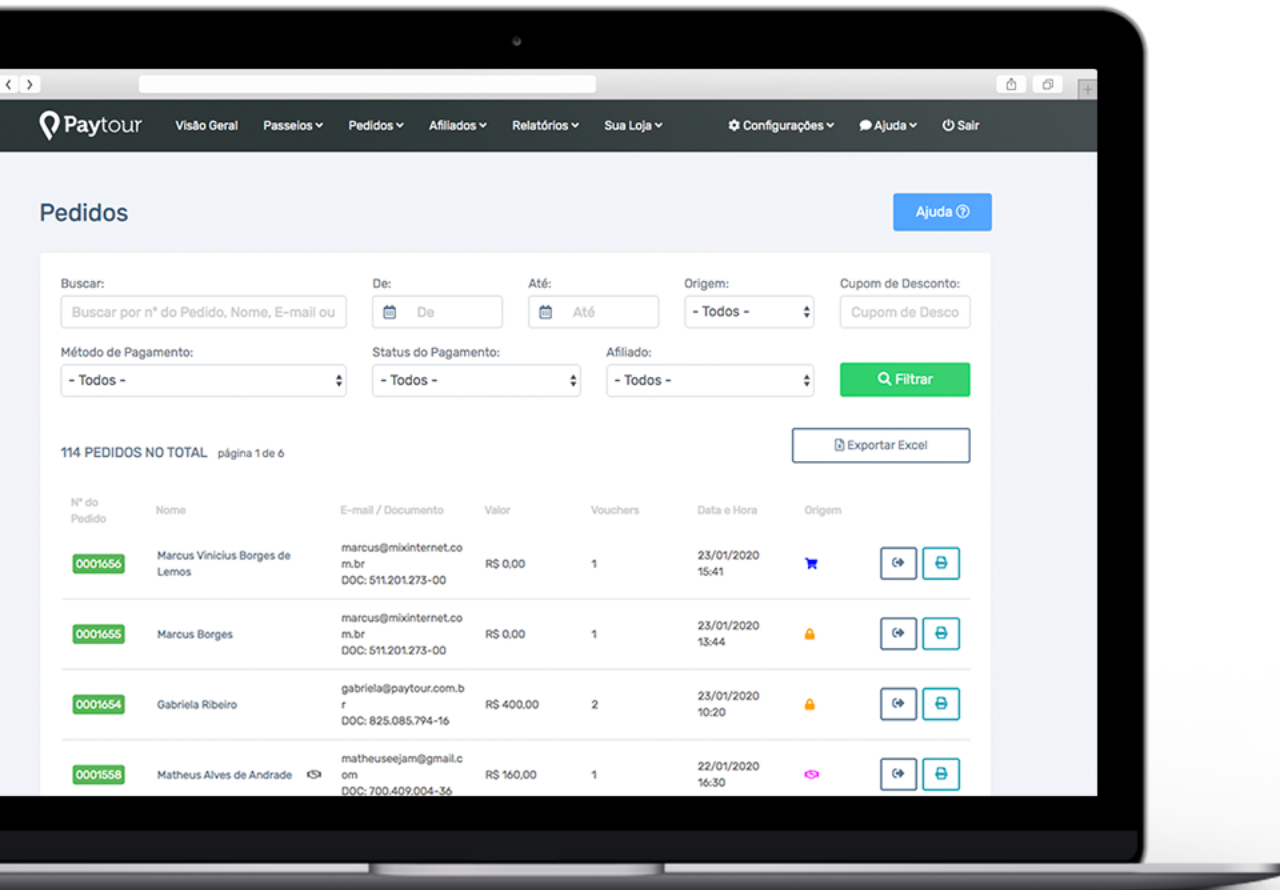 Paytour Visão Geral Passeios Pedidos Afiliados Relatórios Sua Loja Configurações Ajuda Sair
Pedidos
Ajuda
Buscar: De: Até: Origem: Cupom de Desconto:
Buscar por nº do Pedido, Nome, E-mail ou De Até - Todos - Cupom de Desco
Método de Pagamento: Status do Pagamento: Afiliado:
- Todos - - Todos - - Todos - Filtrar
114 PEDIDOS NO TOTAL página 1 de 6 Exportar Excel
Nº do
Pedido Nome E-mail / Documento Valor Vouchers Data e Hora Origem
0001656 Marcus Vinicius Borges de
Lemos marcus@mixinternet.co
m.br
DOC: 511.201.273-00 R$ 0,00 1 23/01/2020
15:41
0001655 Marcus Borges marcus@mixinternet.co
m.br
DOC: 511.201.273-00 R$ 0,00 1 23/01/2020
13:44
0001654 Gabriela Ribeiro gabriela@paytour.com.b
r
DOC: 825.085.794-16 R$ 400,00 2 23/01/2020
10:20
0001558 Matheus Alves de Andrade matheuseejam@gmail.c
om
DOC: 700.409.004-36 R$ 160,00 1 22/01/2020
16:30